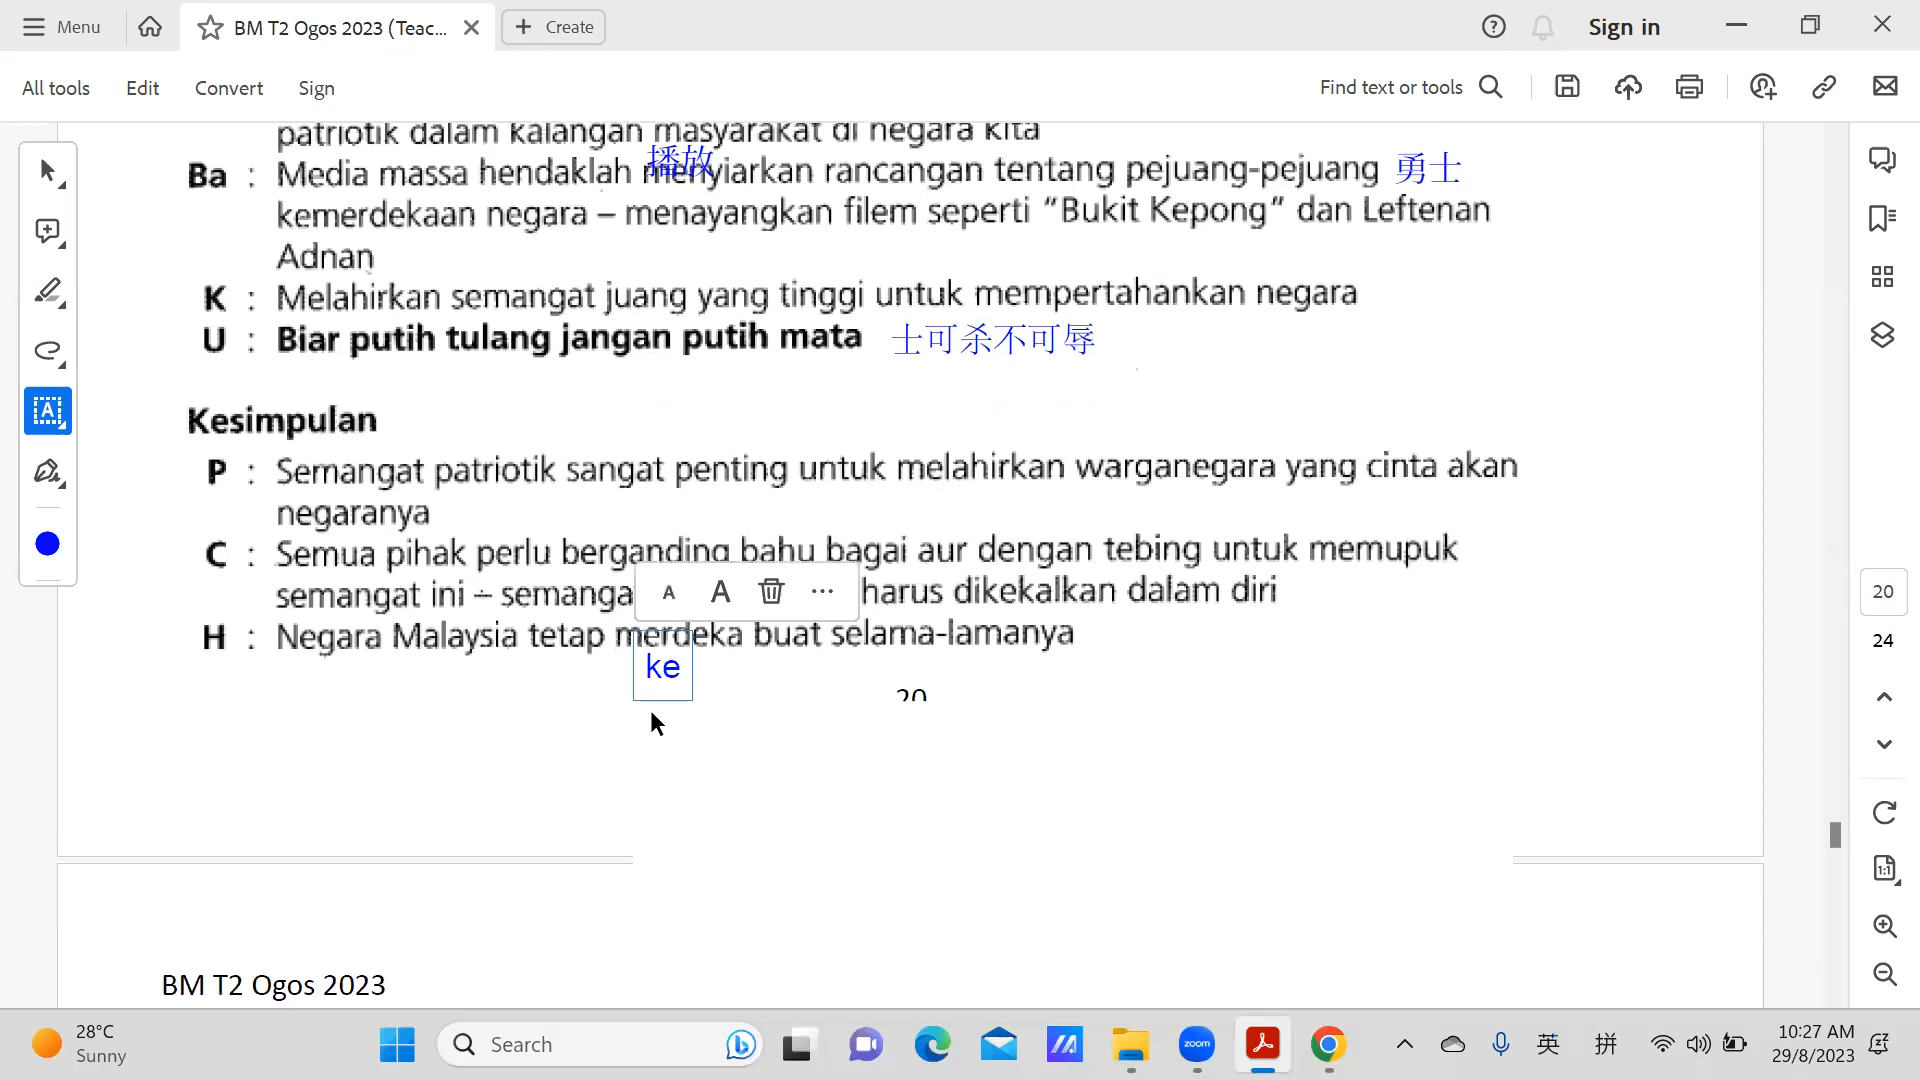 Menu
BM T2 Ogos 2023 (Teac...
Create
Sign in
All tools
Edit
Convert
Sign
Find text or tools
patriotik dalam kalangan masyarakat di negara kita
播放
Ba : Media massa hendaklah menyiarkan rancangan tentang pejuang-pejuang 勇士
kemerdekaan negara – menayangkan filem seperti "Bukit Kepong" dan Leftenan
Adnan
K : Melahirkan semangat juang yang tinggi untuk mempertahankan negara
U : Biar putih tulang jangan putih mata 士可杀不可辱
Kesimpulan
P : Semangat patriotik sangat penting untuk melahirkan warganegara yang cinta akan
negaranya
C : Semua pihak perlu berganding bahu bagai aur dengan tebing untuk memupuk
semangat ini – semanga harus dikekalkan dalam diri
A A ...
H : Negara Malaysia tetap merdeka buat selama-lamanya
ke
20
20
24
1:1
BM T2 Ogos 2023
28°C
Sunny
Search
zoom
英
拼
10:27 AM
29/8/2023